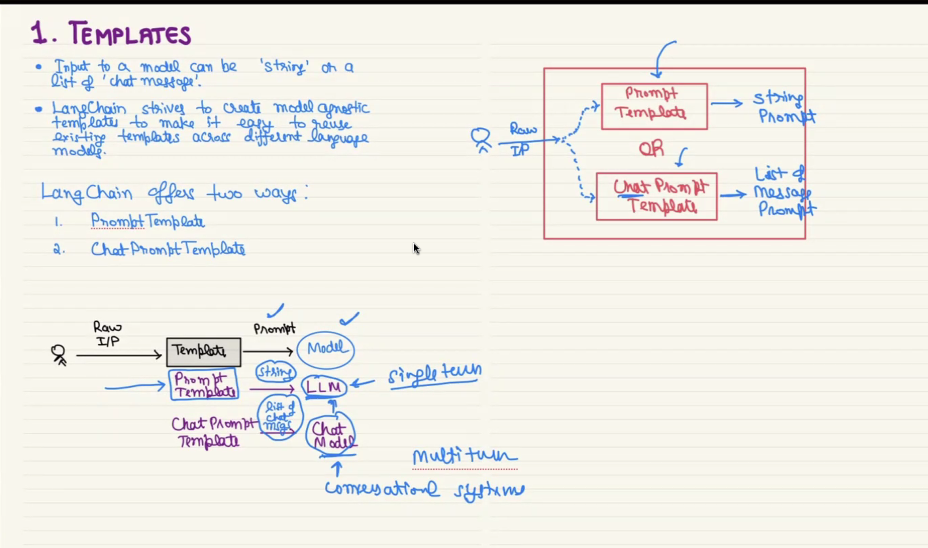 1. TEMPLATES
• Input to a model can be 'string' or a
list of 'chat message'.
• LangChain strives to create model agnostic
templates to make it easy to reuse
existing templates across different language
models.
LangChain offers two ways:
1. PromptTemplate
2. ChatPromptTemplate
Raw
I/P
Prompt
Template
String
Prompt
OR
Chat Prompt
Template
List of
Message
Prompt
Raw
I/P
Template
Prompt
Model
Prompt
Template
string
LLM
single turn
Chat Prompt
Template
list of
chat
msgs
Chat
Model
multi turn
conversational systems